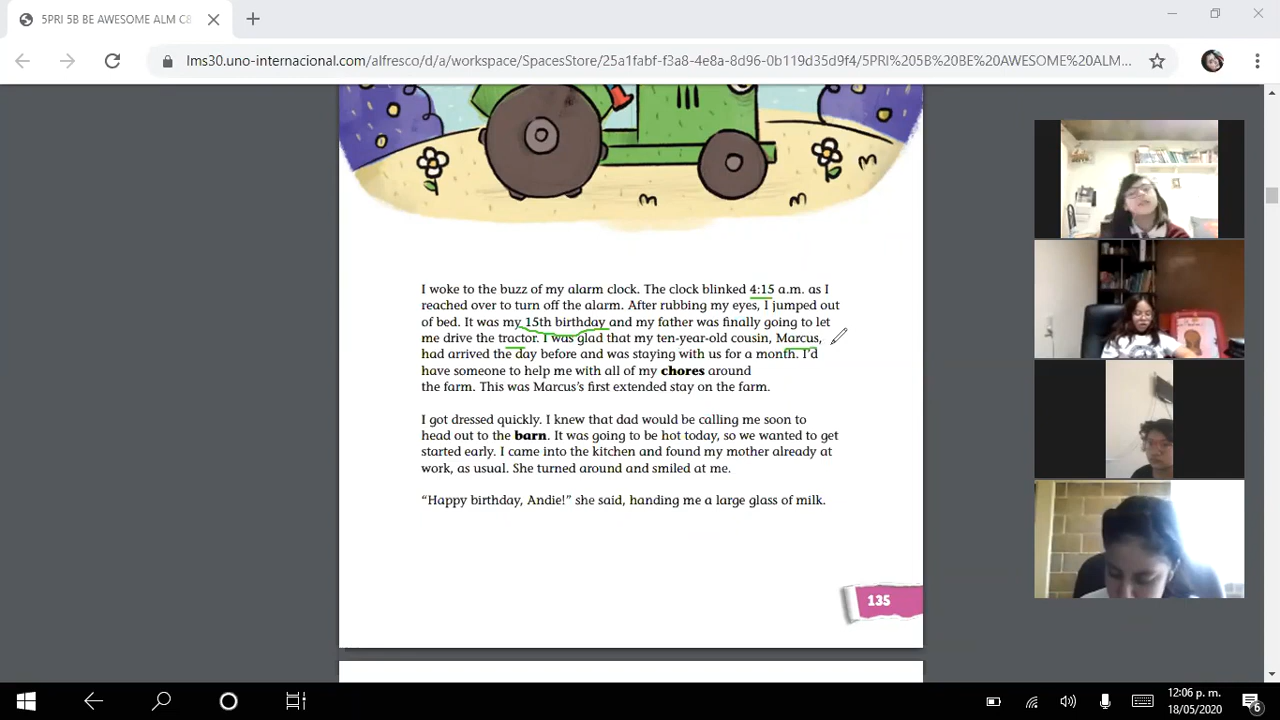 5PRI 5B BE AWESOME ALM C8
lms30.uno-internacional.com/alfresco/d/a/workspace/SpacesStore/25a1fabf-f3a8-4e8a-8d96-0b119d35d9f4/5PRI%205B%20BE%20AWESOME%20ALM...
I woke to the buzz of my alarm clock. The clock blinked 4:15 a.m. as I
reached over to turn off the alarm. After rubbing my eyes, I jumped out
of bed. It was my 15th birthday and my father was finally going to let
me drive the tractor. I was glad that my ten-year-old cousin, Marcus,
had arrived the day before and was staying with us for a month. I'd
have someone to help me with all of my chores around
the farm. This was Marcus's first extended stay on the farm.
I got dressed quickly. I knew that dad would be calling me soon to
head out to the barn. It was going to be hot today, so we wanted to get
started early. I came into the kitchen and found my mother already at
work, as usual. She turned around and smiled at me.
“Happy birthday, Andie!” she said, handing me a large glass of milk.
135
12:06 p. m.
18/05/2020
6